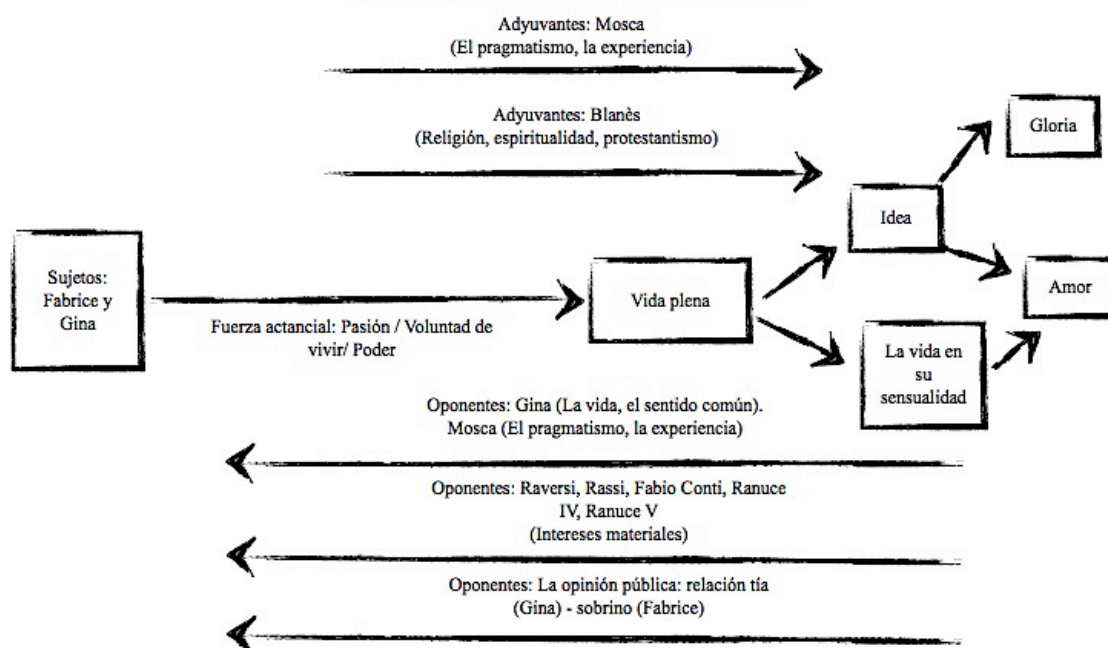 Adyuvantes: Mosca
(El pragmatismo, la experiencia)
Adyuvantes: Blanès
(Religión, espiritualidad, protestantismo)
Gloria
Idea
Sujetos:
Fabrice y
Gina
Vida plena
Amor
Fuerza actancial: Pasión / Voluntad de
vivir/ Poder
La vida en
su
sensualidad
Oponentes: Gina (La vida, el sentido común).
Mosca (El pragmatismo, la experiencia)
Oponentes: Raversi, Rassi, Fabio Conti, Ranuce
IV, Ranuce V
(Intereses materiales)
Oponentes: La opinión pública: relación tía
(Gina) - sobrino (Fabrice)